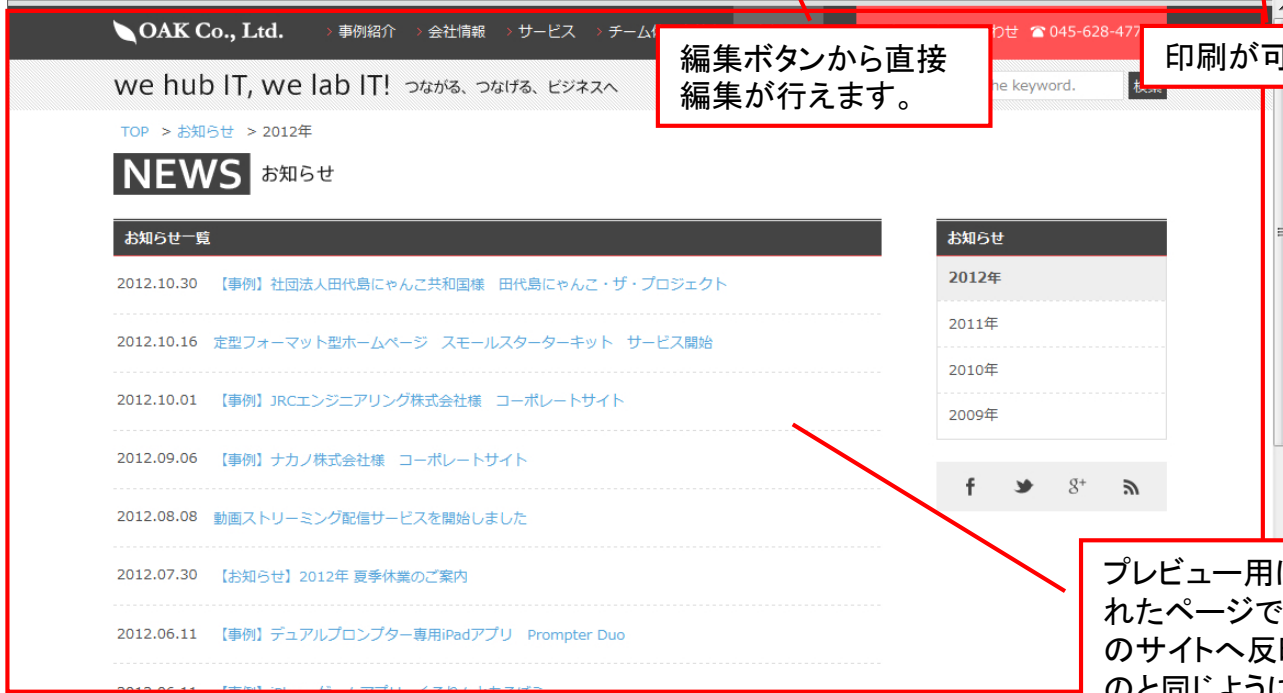 OAK Co., Ltd.
事例紹介 会社情報 サービス チーム
わせ ☎045-628-477
編集ボタンから直接
編集が行えます。
印刷が可
we hub IT, we lab IT! つながる、つなげる、ビジネスへ
he keyword.
TOP > お知らせ > 2012年
NEWS お知らせ
お知らせ一覧
2012.10.30 【事例】社団法人田代島にゃんこ共和国様 田代島にゃんこ・ザ・プロジェクト
2012.10.16 定型フォーマット型ホームページ スモールスターターキット サービス開始
2012.10.01 【事例】JRCエンジニアリング株式会社様 コーポレートサイト
2012.09.06 【事例】ナカノ株式会社様 コーポレートサイト
2012.08.08 動画ストリーミング配信サービスを開始しました
2012.07.30 【お知らせ】2012年 夏季休業のご案内
2012.06.11 【事例】デュアルプロンプター専用iPadアプリ Prompter Duo
お知らせ
2012年
2011年
2010年
2009年
プレビュー用に
れたページで
のサイトへ反
のと同じように